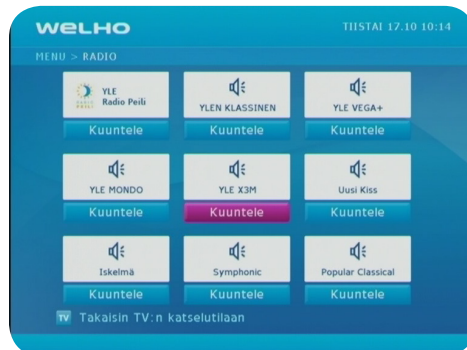 WELHO
TIISTAI 17.10 10:14
MENU > RADIO
YLE
Radio Peili
YLEN KLASSINEN
YLE VEGA+
Kuuntele
Kuuntele
Kuuntele
YLE MONDO
YLE X3M
Uusi Kiss
Kuuntele
Kuuntele
Kuuntele
Iskelmä
Symphonic
Popular Classical
Kuuntele
Kuuntele
Kuuntele
TV Takaisin TV:n katselutilaan